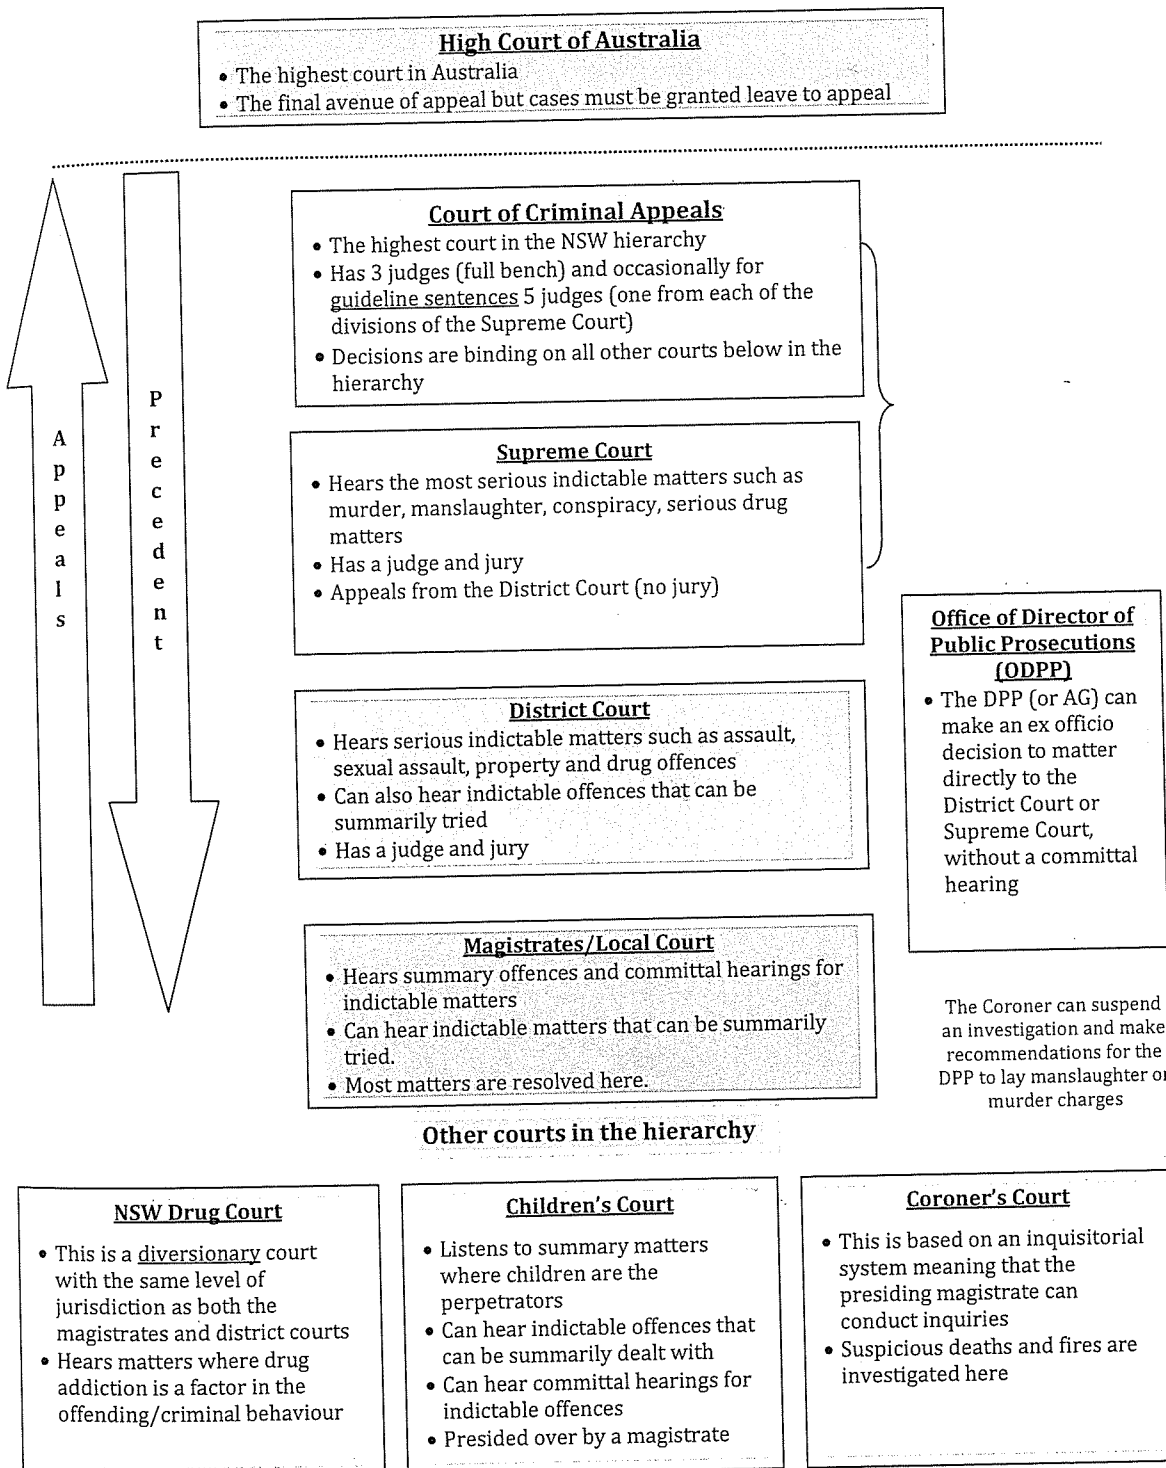 High Court of Australia
• The highest court in Australia
• The final avenue of appeal but cases must be granted leave to appeal
Appeals
Precedent
Court of Criminal Appeals
• The highest court in the NSW hierarchy
• Has 3 judges (full bench) and occasionally for
guideline sentences 5 judges (one from each of the
divisions of the Supreme Court)
• Decisions are binding on all other courts below in the
hierarchy
Supreme Court
• Hears the most serious indictable matters such as
murder, manslaughter, conspiracy, serious drug
matters
• Has a judge and jury
• Appeals from the District Court (no jury)
Office of Director of
Public Prosecutions
(ODPP)
• The DPP (or AG) can
make an ex officio
decision to matter
directly to the
District Court or
Supreme Court,
without a committal
hearing
District Court
• Hears serious indictable matters such as assault,
sexual assault, property and drug offences
• Can also hear indictable offences that can be
summarily tried
• Has a judge and jury
Magistrates/Local Court
• Hears summary offences and committal hearings for
indictable matters
• Can hear indictable matters that can be summarily
tried.
• Most matters are resolved here.
The Coroner can suspend
an investigation and make
recommendations for the
DPP to lay manslaughter or
murder charges
Other courts in the hierarchy
NSW Drug Court
• This is a diversionary court
with the same level of
jurisdiction as both the
magistrates and district courts
• Hears matters where drug
addiction is a factor in the
offending/criminal behaviour
Children's Court
• Listens to summary matters
where children are the
perpetrators
• Can hear indictable offences that
can be summarily dealt with
• Can hear committal hearings for
indictable offences
• Presided over by a magistrate
Coroner's Court
• This is based on an inquisitorial
system meaning that the
presiding magistrate can
conduct inquiries
• Suspicious deaths and fires are
investigated here